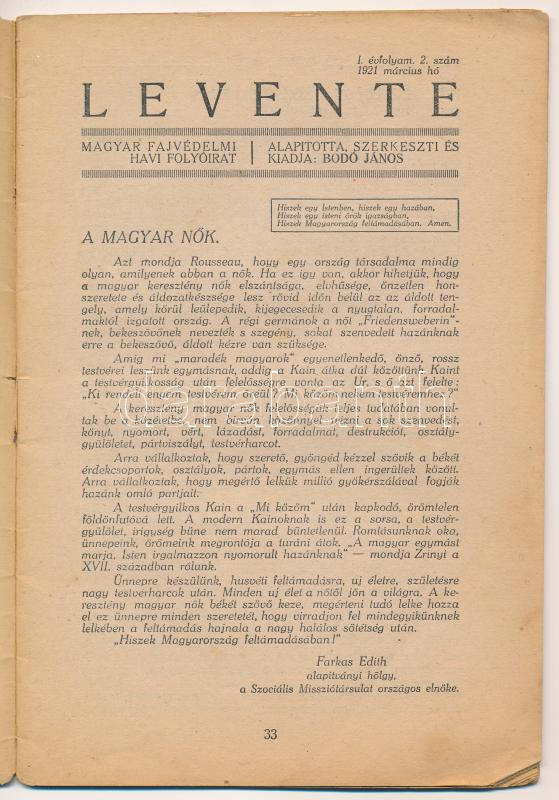 I. évfolyam. 2. szám
1921 március hó
LEVENTE
MAGYAR FAJVÉDELMI
HAVI FOLYÓIRAT
ALAPITOTTA, SZERKESZTI ÉS
KIADJA: BODÓ JÁNOS
Hiszek egy Istenben, hiszek egy hazában,
Hiszek egy isteni örök igazságban,
Hiszek Magyarország feltámadásában. Amen.
A MAGYAR NŐK.
Azt mondja Rousseau, hoyy egy ország társadalma mindig
olyan, amilyenek abban a nők. Ha ez igy van, akkor hihetjük, hogy
a magyar keresztény nők elszántsága, elvhűsége, önzetlen hon-
szeretete és áldozatkészsége lesz rövid időn belül az az áldott ten-
gely, amely körül leülepedik, kijegecesedik a nyugtalan, forradal-
maktól izgatott ország. A régi germánok a nőt „Friedensweberin"-
nek, békeszövőnek nevezték s szegény, sokat szenvedett hazánknak
erre a békeszövő, áldott kézre van szüksége.
Amig mi „maradék magyarok" egyenetlenkedő, önző, rossz
testvérei leszünk egymásnak, addig a Kain átka dúl közöttünk Kaint
a testvérgyilkosság után felelősségre vonta az Ur, s ő azt felelte:
„Ki rendelt engem testvérem őréül? Mi közöm nekem testvéremhez?"
A keresztény magyar nők felelősségük teljes tudatában vonul-
tak be a közéletbe, nem birván közönnyel nézni a sok szenvedést,
könyt, nyomort, vért, lázadást, forradalmat, destrukciót, osztály-
gyűlöletet, pártviszályt, testvérharcot.
Arra vállalkoztak, hogy szerető, gyöngéd kézzel szövik a békét
érdekcsoportok, osztályok, pártok, egymás ellen ingerültek között.
Arra vállalkoztak, hogy megértő lelkük millió gyökérszálával fogják
hazánk omló partjait.
A testvérgyilkos Kain a „Mi közöm" után kapkodó, örömtelen
földönfutóvá lett. A modern Kainoknak is ez a sorsa, a testvér-
gyűlölet, irigység bűne nem marad büntetlenül. Romlásunknak oka,
ünnepeink, örömeink megrontója a turáni átok. „A magyar egymást
marja, Isten irgalmazzon nyomorult hazánknak" — mondja Zrinyi a
XVII. században rólunk.
Ünnepre készülünk, husvéti feltámadásra, uj életre, születésre
nagy testvérharcok után. Minden uj élet a nőtől jön a világra. A ke-
resztény magyar nők békét szövő keze, megérteni tudó lelke hozza
el ez ünnepre minden szeretetét, hogy virradjon fel mindegyikünknek
lelkében a feltámadás hajnala a nagy halálos sötétség után.
„Hiszek Magyarország feltámadásában!"
Farkas Edith
alapitványi hölgy,
a Szociális Missziótársulat országos elnöke.
33
darabanth